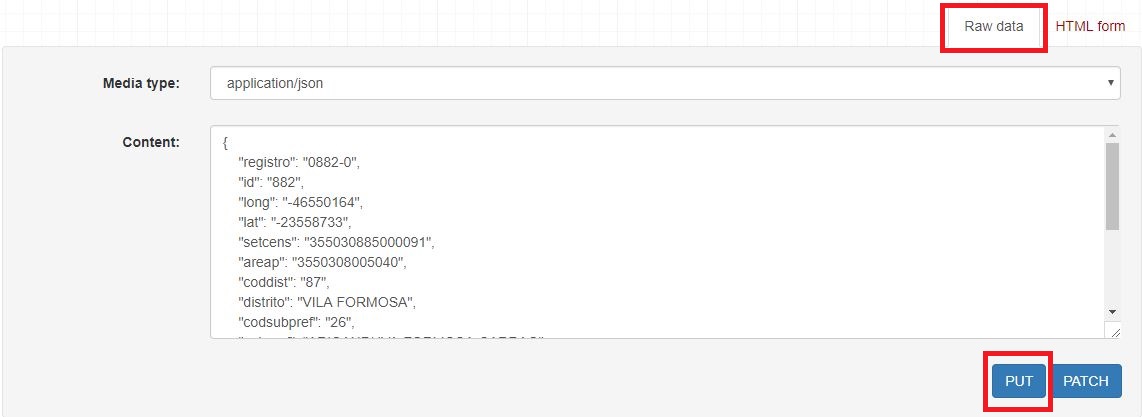 Raw data HTML form
Media type: application/json
Content: {
"registro": "0882-0",
"id": "882",
"long": "-46550164",
"lat": "-23558733",
"setcens": "355030885000091",
"areap": "3550308005040",
"coddist": "87",
"distrito": "VILA FORMOSA",
"codsubpref": "26",
PUT PATCH